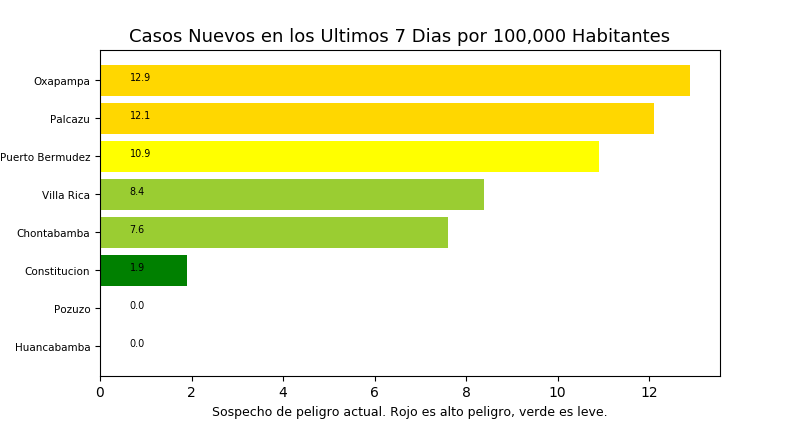 Casos Nuevos en los Ultimos 7 Dias por 100,000 Habitantes
Oxapampa 12.9
Palcazu 12.1
Puerto Bermudez 10.9
Villa Rica 8.4
Chontabamba 7.6
Constitucion 1.9
Pozuzo 0.0
Huancabamba 0.0
0 2 4 6 8 10 12
Sospecho de peligro actual. Rojo es alto peligro, verde es leve.